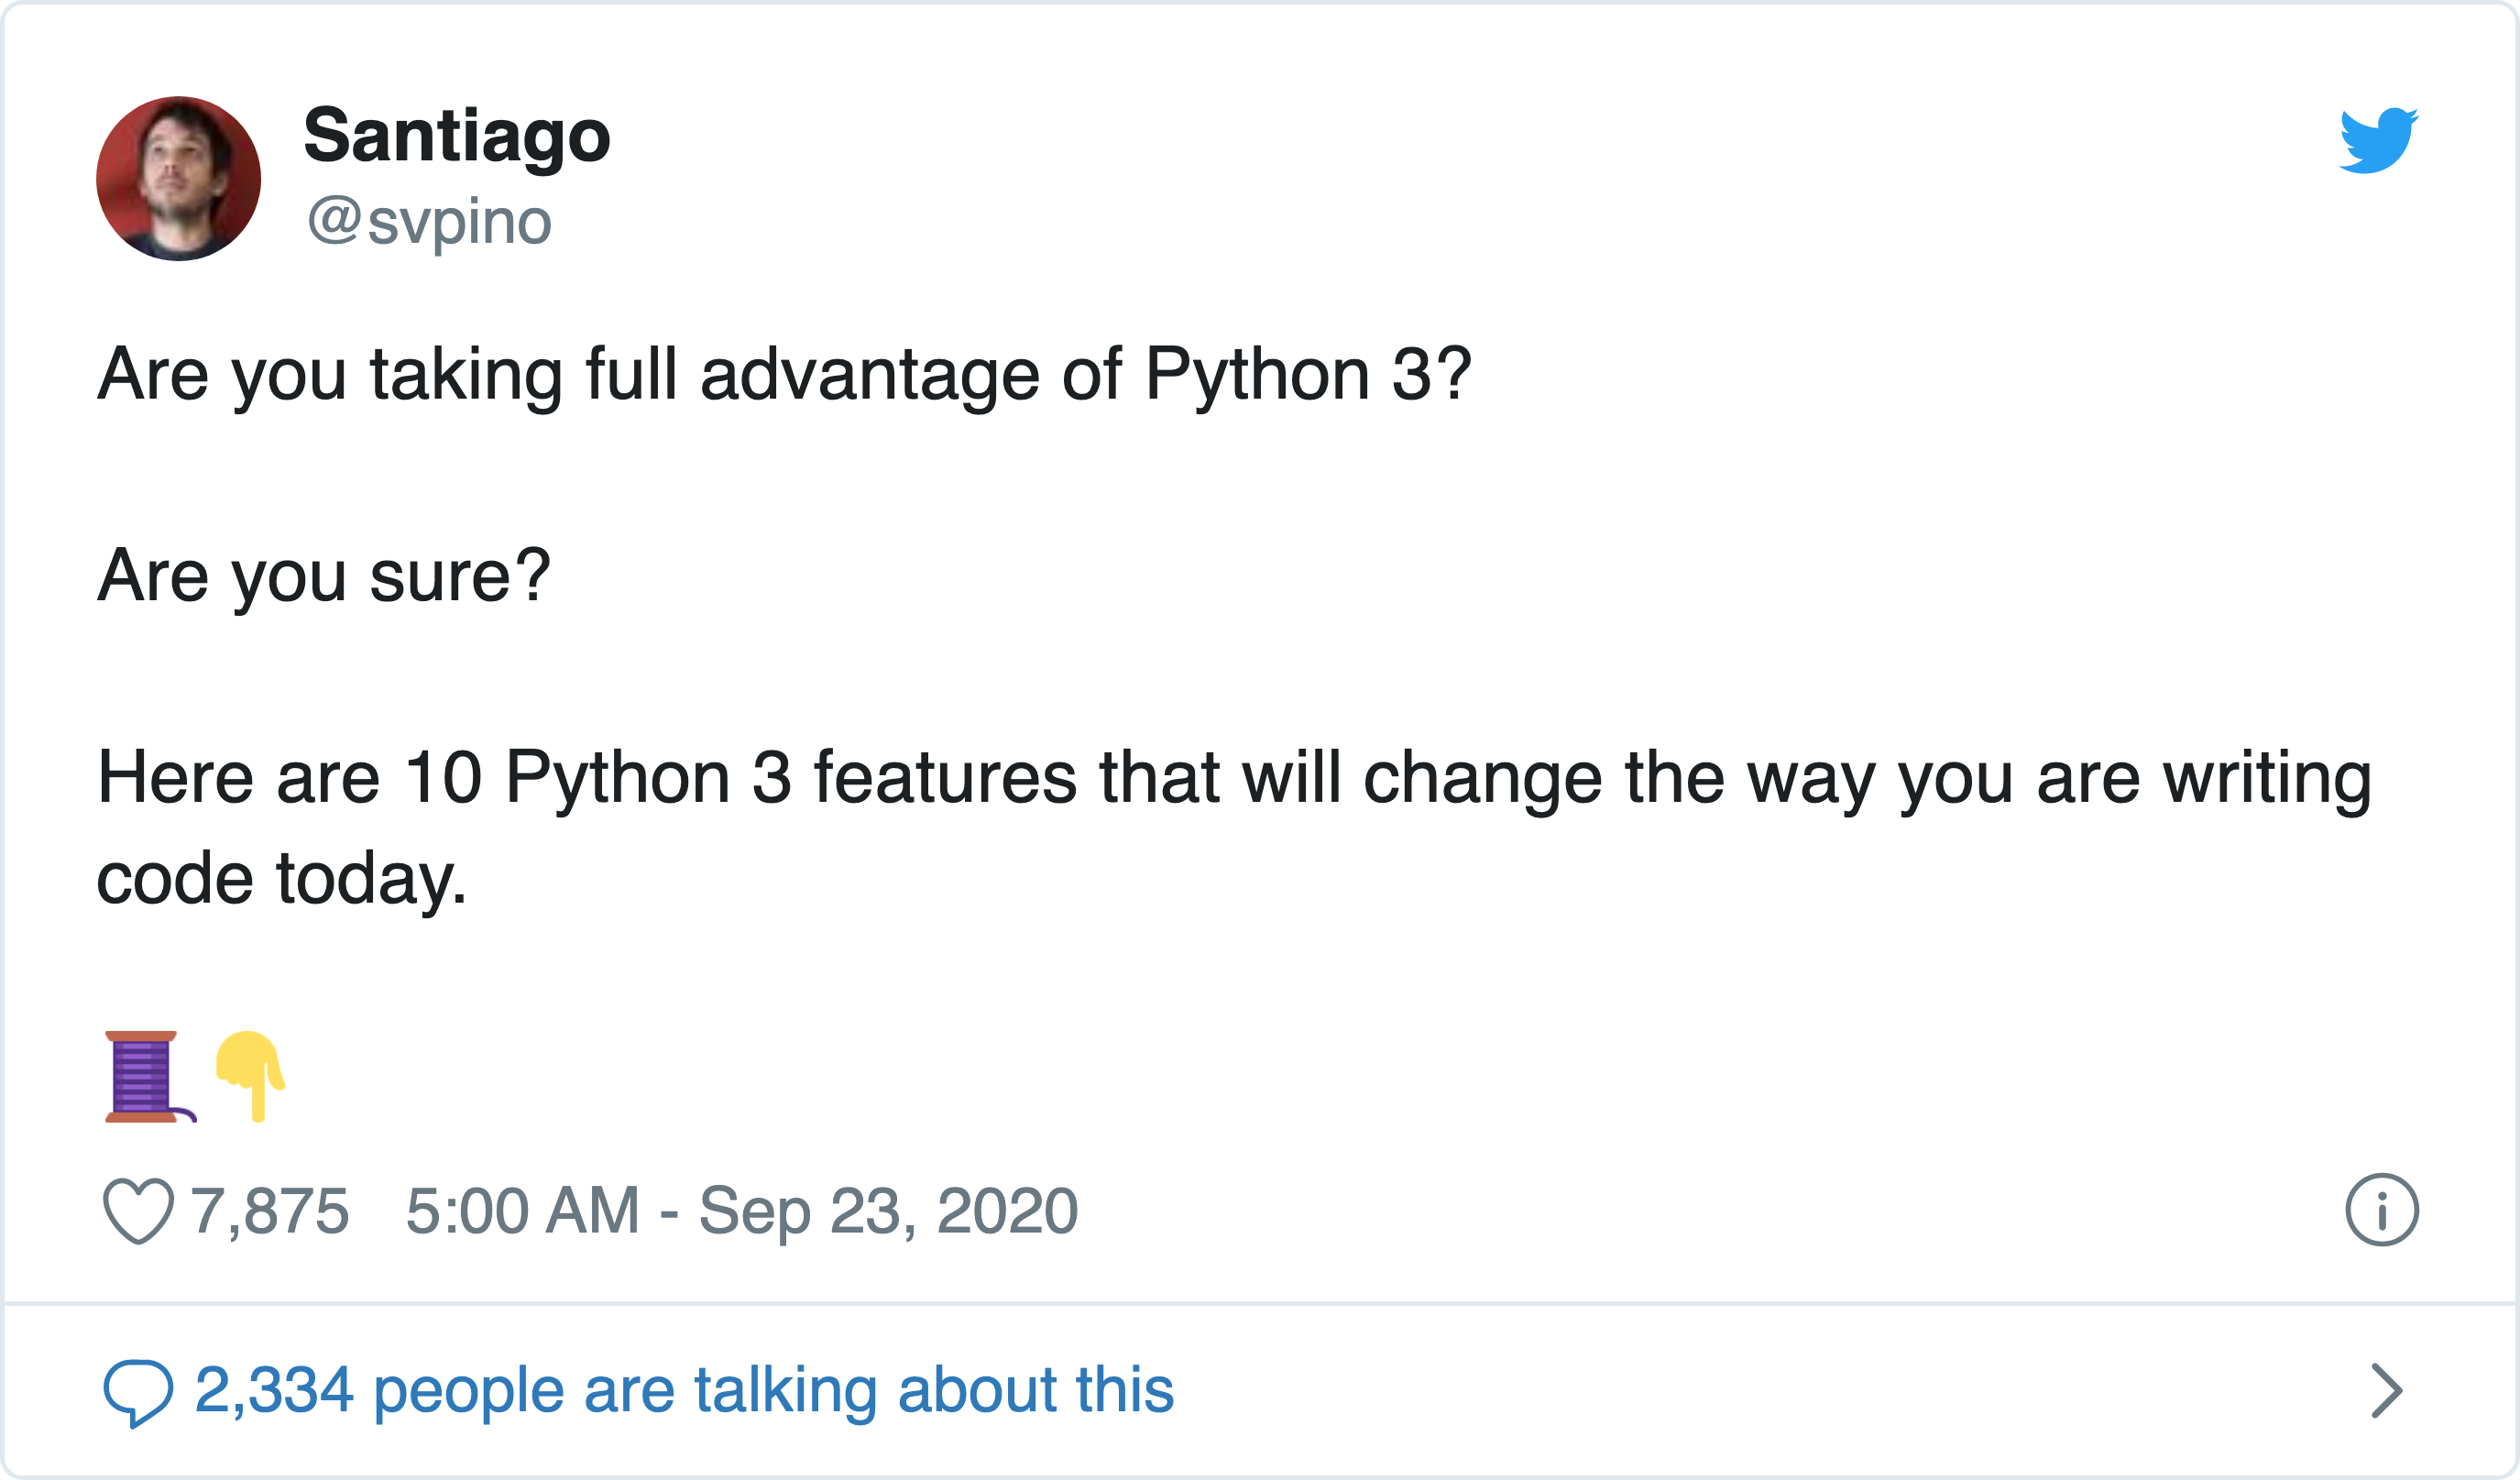 Santiago
@svpino
Are you taking full advantage of Python 3?
Are you sure?
Here are 10 Python 3 features that will change the way you are writing
code today.
7,875 5:00 AM - Sep 23, 2020
2,334 people are talking about this